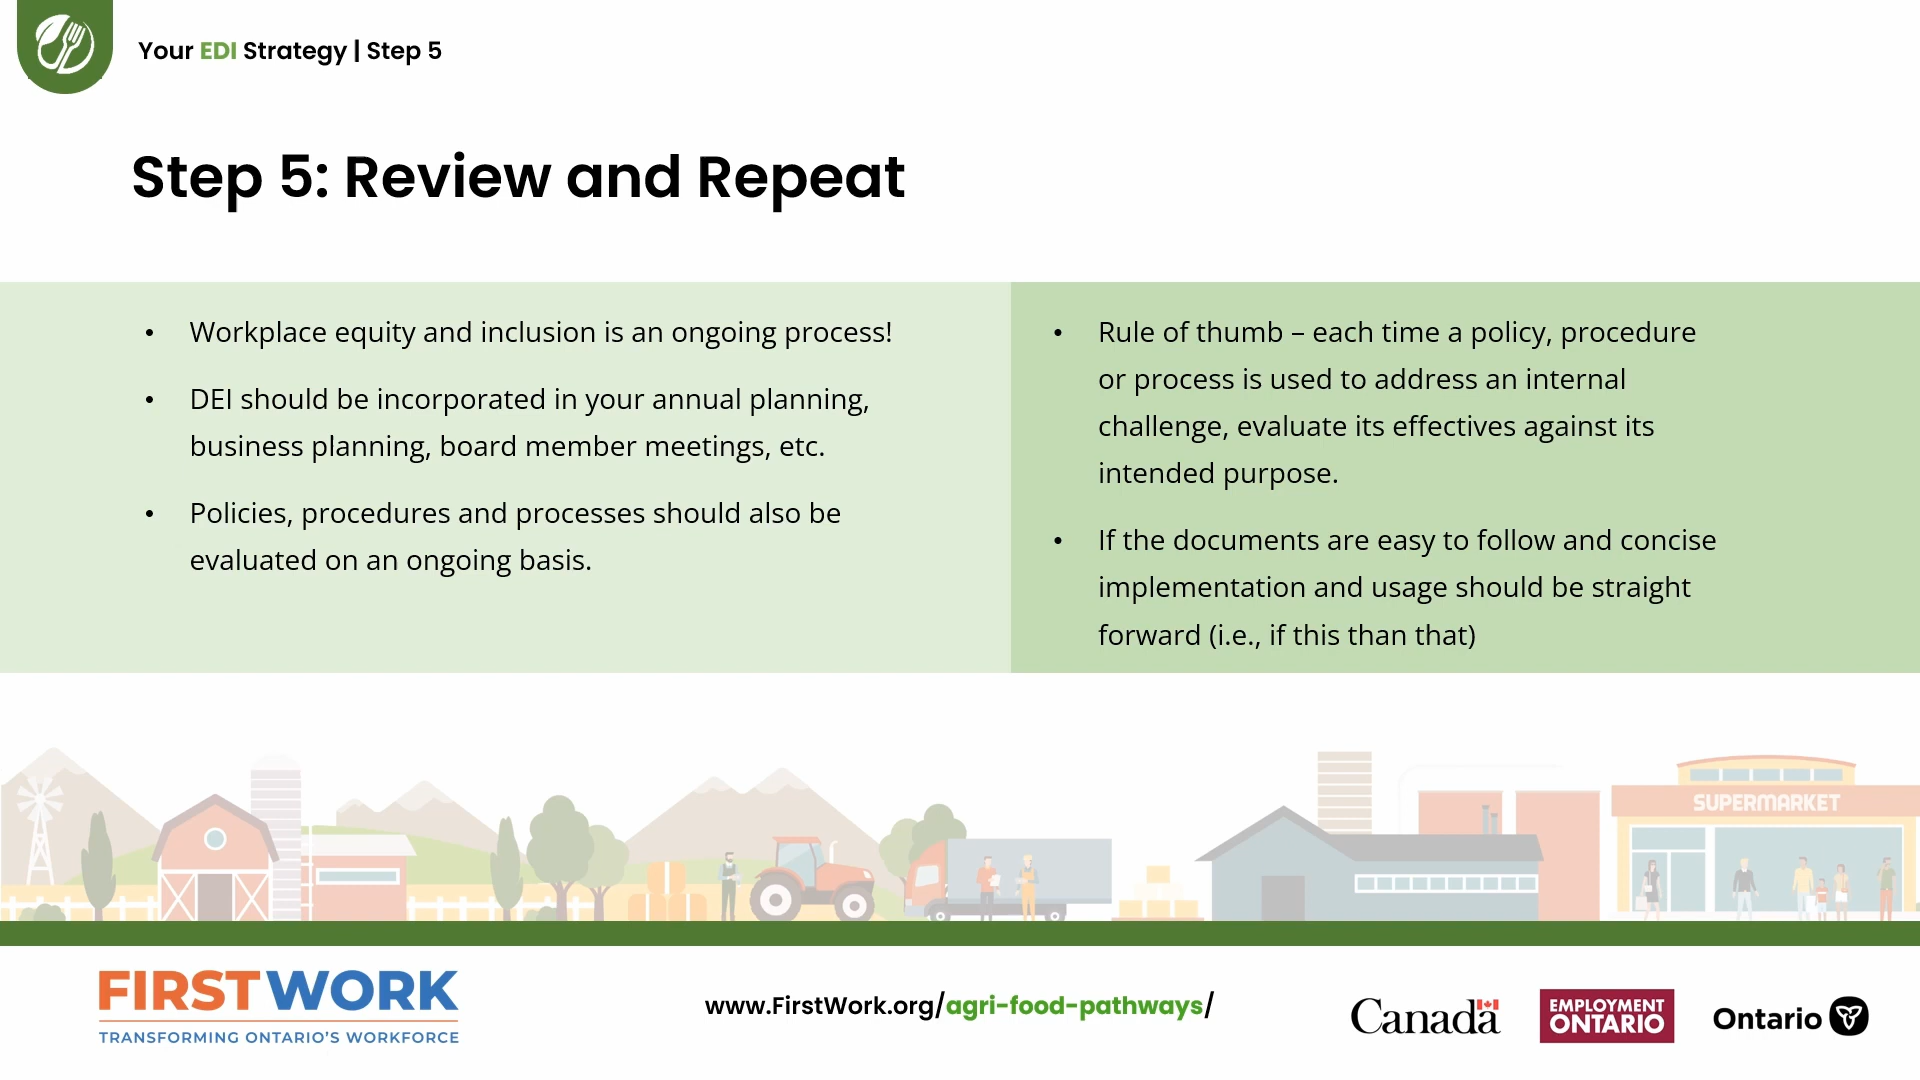 Your EDI Strategy | Step 5
Step 5: Review and Repeat
• Workplace equity and inclusion is an ongoing process!
• DEI should be incorporated in your annual planning,
business planning, board member meetings, etc.
• Policies, procedures and processes should also be
evaluated on an ongoing basis.
• Rule of thumb – each time a policy, procedure
or process is used to address an internal
challenge, evaluate its effectives against its
intended purpose.
• If the documents are easy to follow and concise
implementation and usage should be straight
forward (i.e., if this than that)
SUPERMARKET
FIRSTWORK
TRANSFORMING ONTARIO'S WORKFORCE
www.FirstWork.org/agri-food-pathways/
Canada
EMPLOYMENT
ONTARIO
Ontario